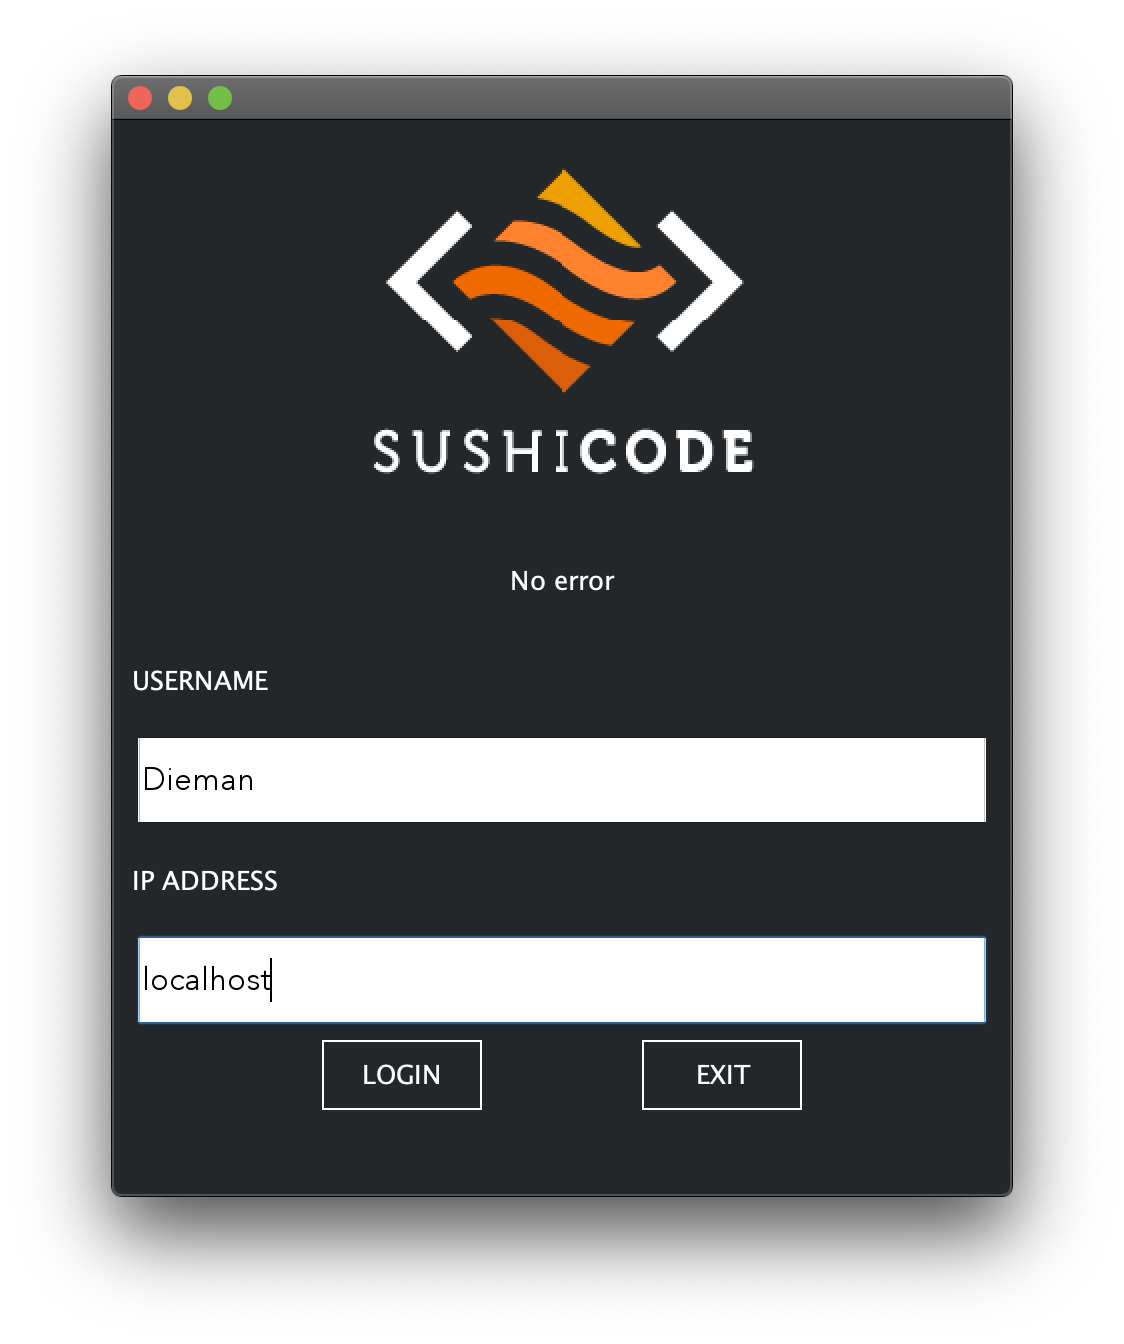 SUSHICODE
No error
USERNAME
Dieman
IP ADDRESS
localhost
LOGIN EXIT